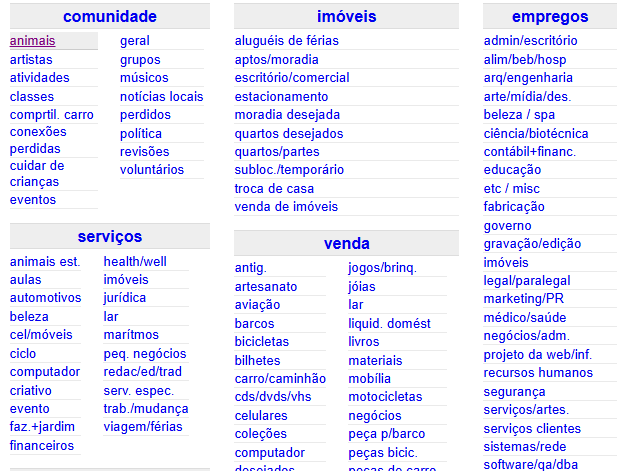 comunidade
animais
artistas
atividades
classes
comprtil. carro
conexões
perdidas
cuidar de
crianças
eventos
geral
grupos
músicos
notícias locais
perdidos
política
revisões
voluntários
serviços
animais est.
aulas
automotivos
beleza
cel/móveis
ciclo
computador
criativo
evento
faz.+jardim
financeiros
health/well
imóveis
jurídica
lar
marítmos
peq. negócios
redac/ed/trad
serv. espec.
trab./mudança
viagem/férias
imóveis
aluguéis de férias
aptos/moradia
escritório/comercial
estacionamento
moradia desejada
quartos desejados
quartos/partes
subloc./temporário
troca de casa
venda de imóveis
venda
antig.
artesanato
aviação
barcos
bicicletas
bilhetes
carro/caminhão
cds/dvds/vhs
celulares
coleções
computador
desejados
jogos/brinq.
jóias
lar
liquid. domést
livros
materiais
mobília
motocicletas
negócios
peça p/barco
peças bicic.
peças de carro
empregos
admin/escritório
alim/beb/hosp
arq/engenharia
arte/mídia/des.
beleza / spa
ciência/biotécnica
contábil+financ.
educação
etc / misc
fabricação
governo
gravação/edição
imóveis
legal/paralegal
marketing/PR
médico/saúde
negócios/adm.
projeto da web/inf.
recursos humanos
segurança
serviços/artes.
serviços clientes
sistemas/rede
software/qa/dba